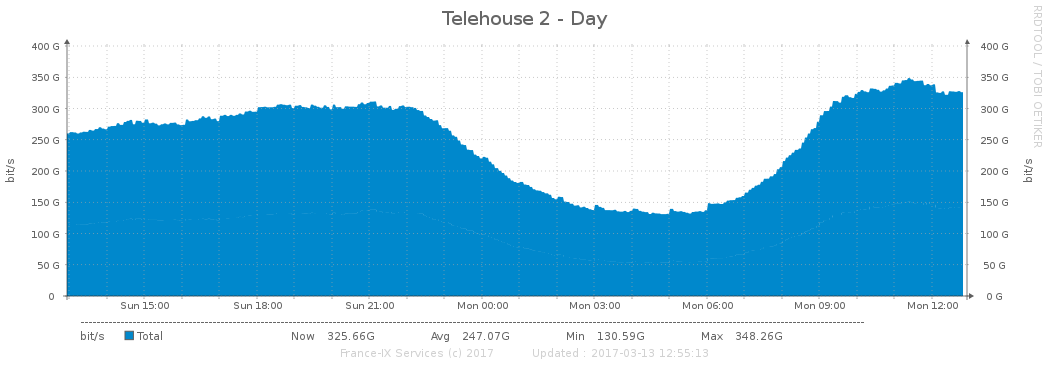 Telehouse 2 - Day
RRDTOOL / TOBI OETIKER
400 G 400 G
350 G 350 G
300 G 300 G
250 G 250 G
200 G 200 G
150 G 150 G
100 G 100 G
50 G 50 G
0 0 G
bit/s bit/s
Sun 15:00 Sun 18:00 Sun 21:00 Mon 00:00 Mon 03:00 Mon 06:00 Mon 09:00 Mon 12:00
bit/s Total Now 325.66G Avg 247.07G Min 130.59G Max 348.26G
France-IX Services (c) 2017 Updated : 2017-03-13 12:55:13